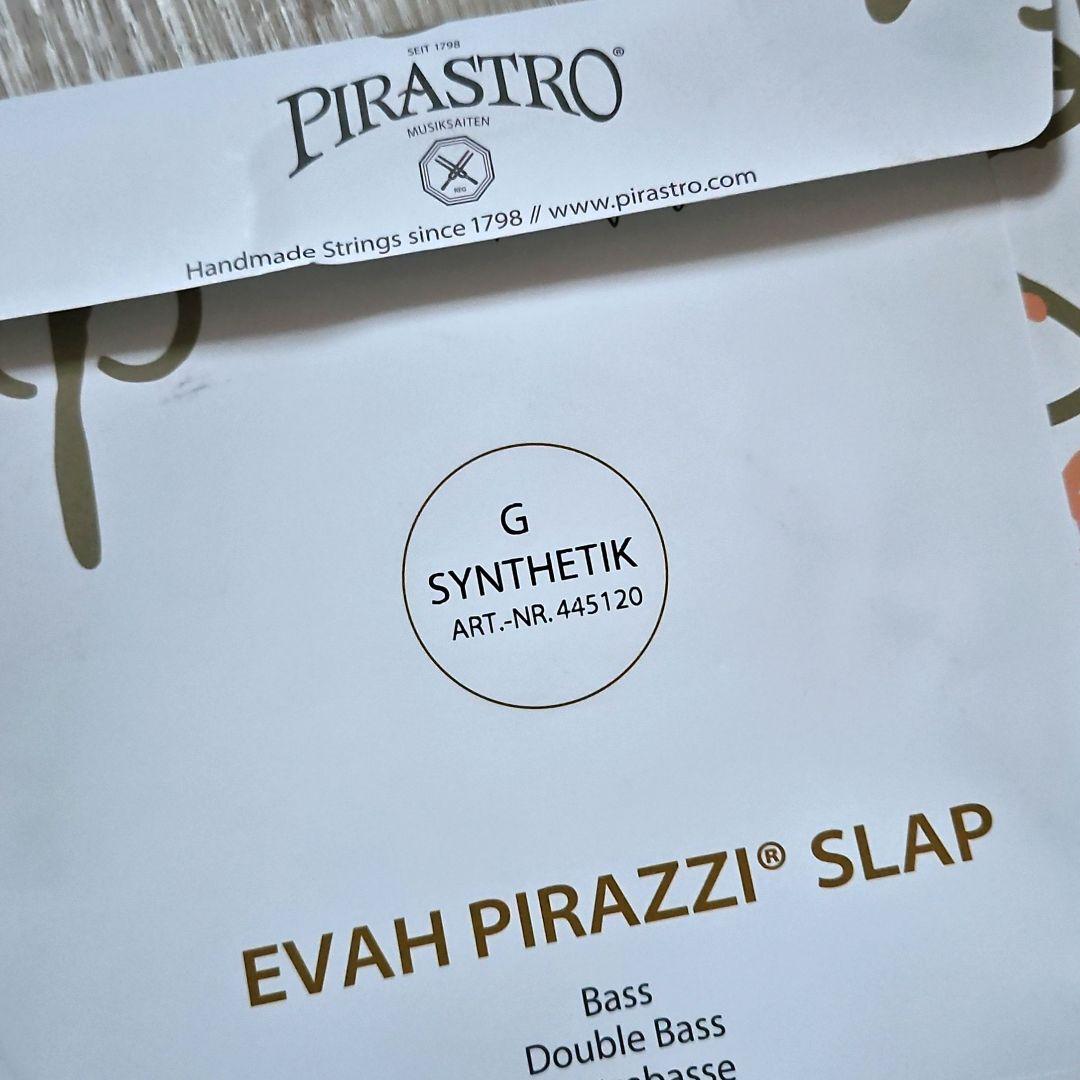 SEIT 1798
PIRASTRO®
MUSIKSAITEN
REG
Handmade Strings since 1798 // www.pirastro.com
G
SYNTHETIK
ART.-NR. 445120
EVAH PIRAZZI® SLAP
Bass
Double Bass